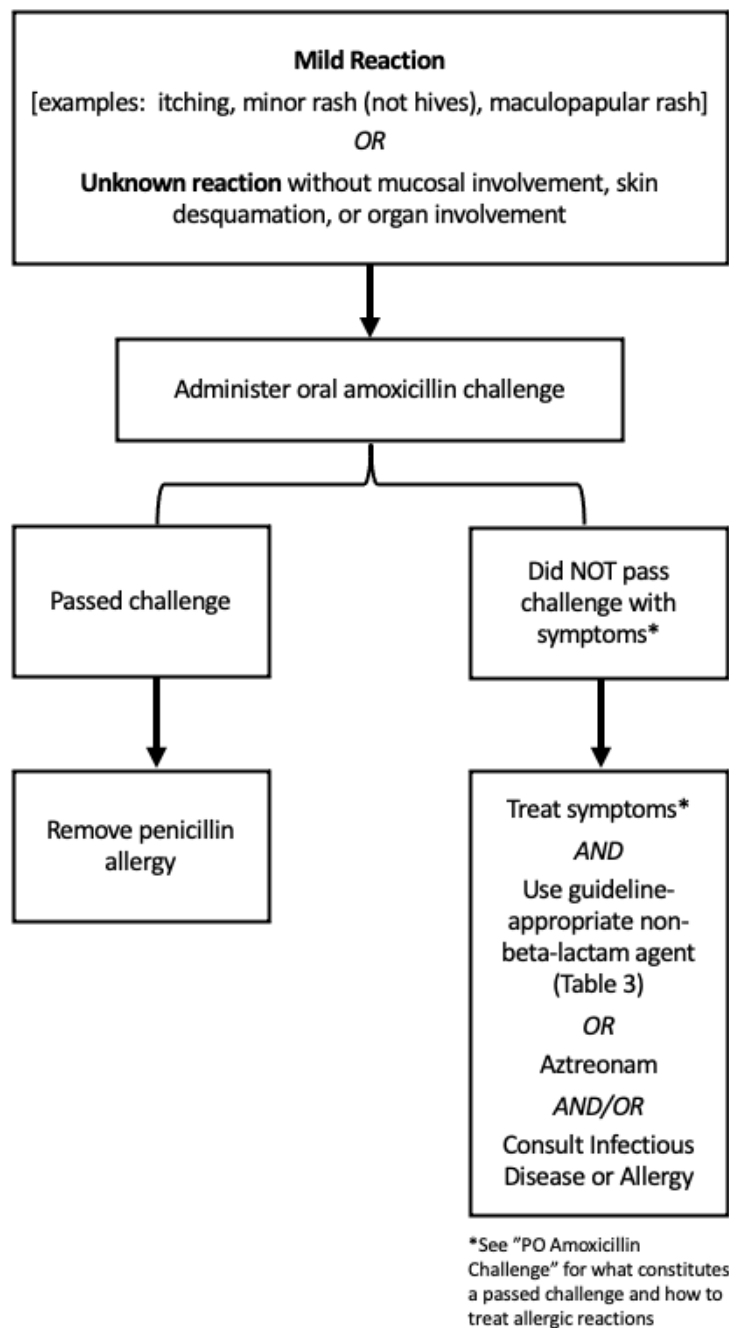 Mild Reaction
[examples:  itching, minor rash (not hives), maculopapular rash]
OR
Unknown reaction without mucosal involvement, skin
desquamation, or organ involvement
Administer oral amoxicillin challenge
Passed challenge
Did NOT pass
challenge with
symptoms*
Remove penicillin
allergy
Treat symptoms*
AND
Use guideline-
appropriate non-
beta-lactam agent
(Table 3)
OR
Aztreonam
AND/OR
Consult Infectious
Disease or Allergy
*See ”PO Amoxicillin
Challenge” for what constitutes
a passed challenge and how to
treat allergic reactions